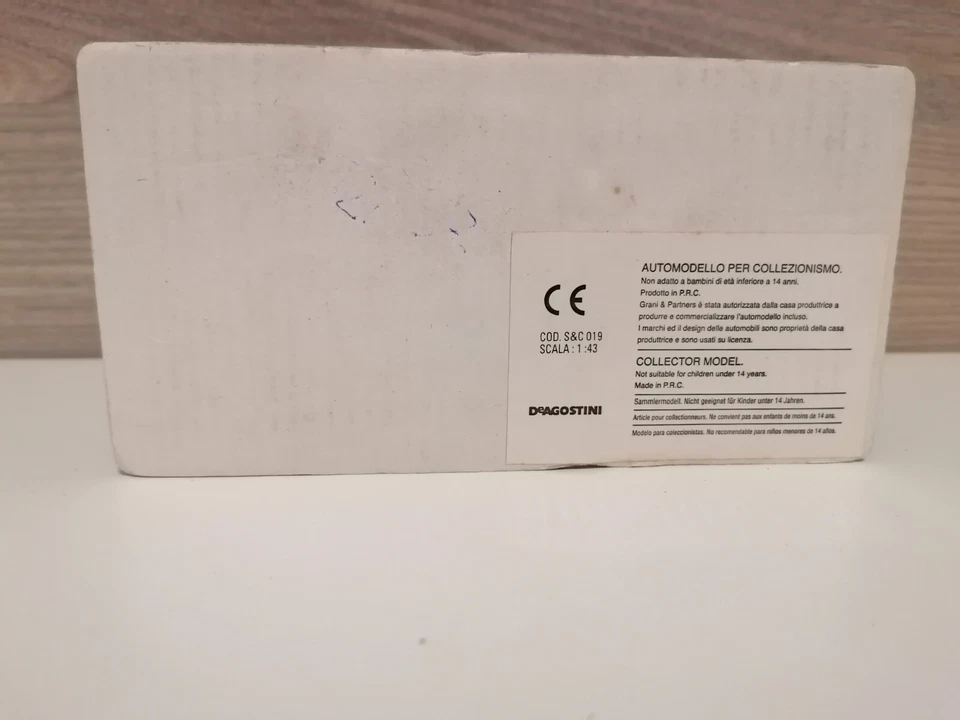 CE
COD. S&C 019
SCALA : 1 :43
DeAGOSTINI
AUTOMODELLO PER COLLEZIONISMO.
Non adatto a bambini di età inferiore a 14 anni.
Prodotto in P.R.C.
Grani & Partners è stata autorizzata dalla casa produttrice a
produrre e commercializzare l'automodello incluso.
I marchi ed il design delle automobili sono proprietà della casa
produttrice e sono usati su licenza.
COLLECTOR MODEL.
Not suitable for children under 14 years.
Made in P.R.C.
Sammlermodell. Nicht geeignet für Kinder unter 14 Jahren.
Article pour collectionneurs. Ne convient pas aux enfants de moins de 14 ans.
Modelo para coleccionistas. No recomendable para niños menores de 14 años.